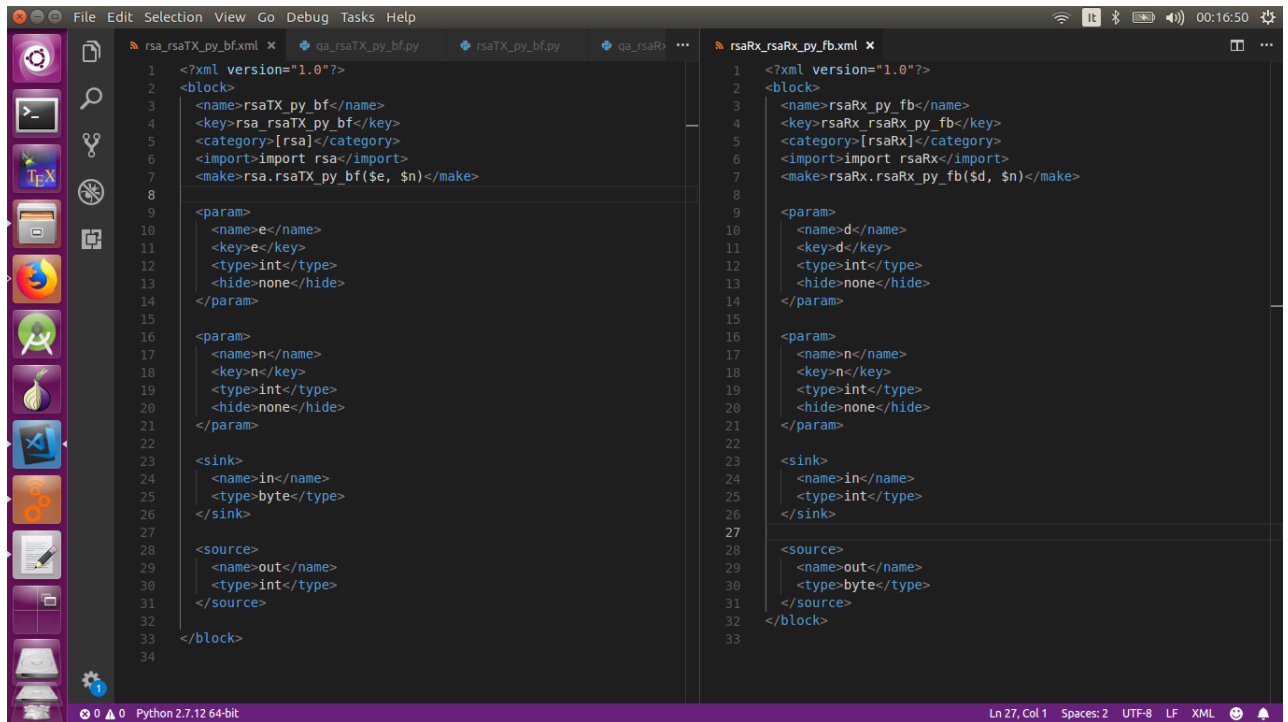 File Edit Selection View Go Debug Tasks Help
It
00:16:50
rsa_rsaTX_py_bf.xml
qa_rsaTX_py_bf.py
rsaTX_py_bf.py
qa_rsaRx
rsaRx_rsaRx_py_fb.xml
1 <?xml version="1.0"?>
2 <block>
3 <name>rsaTX_py_bf</name>
4 <key>rsa_rsaTX_py_bf</key>
5 <category>[rsa]</category>
6 <import>import rsa</import>
7 <make>rsa.rsaTX_py_bf($e, $n)</make>
8
9 <param>
10 <name>e</name>
11 <key>e</key>
12 <type>int</type>
13 <hide>none</hide>
14 </param>
15
16 <param>
17 <name>n</name>
18 <key>n</key>
19 <type>int</type>
20 <hide>none</hide>
21 </param>
22
23 <sink>
24 <name>in</name>
25 <type>byte</type>
26 </sink>
27
28 <source>
29 <name>out</name>
30 <type>int</type>
31 </source>
32
33 </block>
34
1 <?xml version="1.0"?>
2 <block>
3 <name>rsaRx_py_fb</name>
4 <key>rsaRx_rsaRx_py_fb</key>
5 <category>[rsaRx]</category>
6 <import>import rsaRx</import>
7 <make>rsaRx.rsaRx_py_fb($d, $n)</make>
8
9 <param>
10 <name>d</name>
11 <key>d</key>
12 <type>int</type>
13 <hide>none</hide>
14 </param>
15
16 <param>
17 <name>n</name>
18 <key>n</key>
19 <type>int</type>
20 <hide>none</hide>
21 </param>
22
23 <sink>
24 <name>in</name>
25 <type>int</type>
26 </sink>
27
28 <source>
29 <name>out</name>
30 <type>byte</type>
31 </source>
32 </block>
33
TEX
1
0 0 Python 2.7.12 64-bit
Ln 27, Col 1 Spaces: 2 UTF-8 LF XML